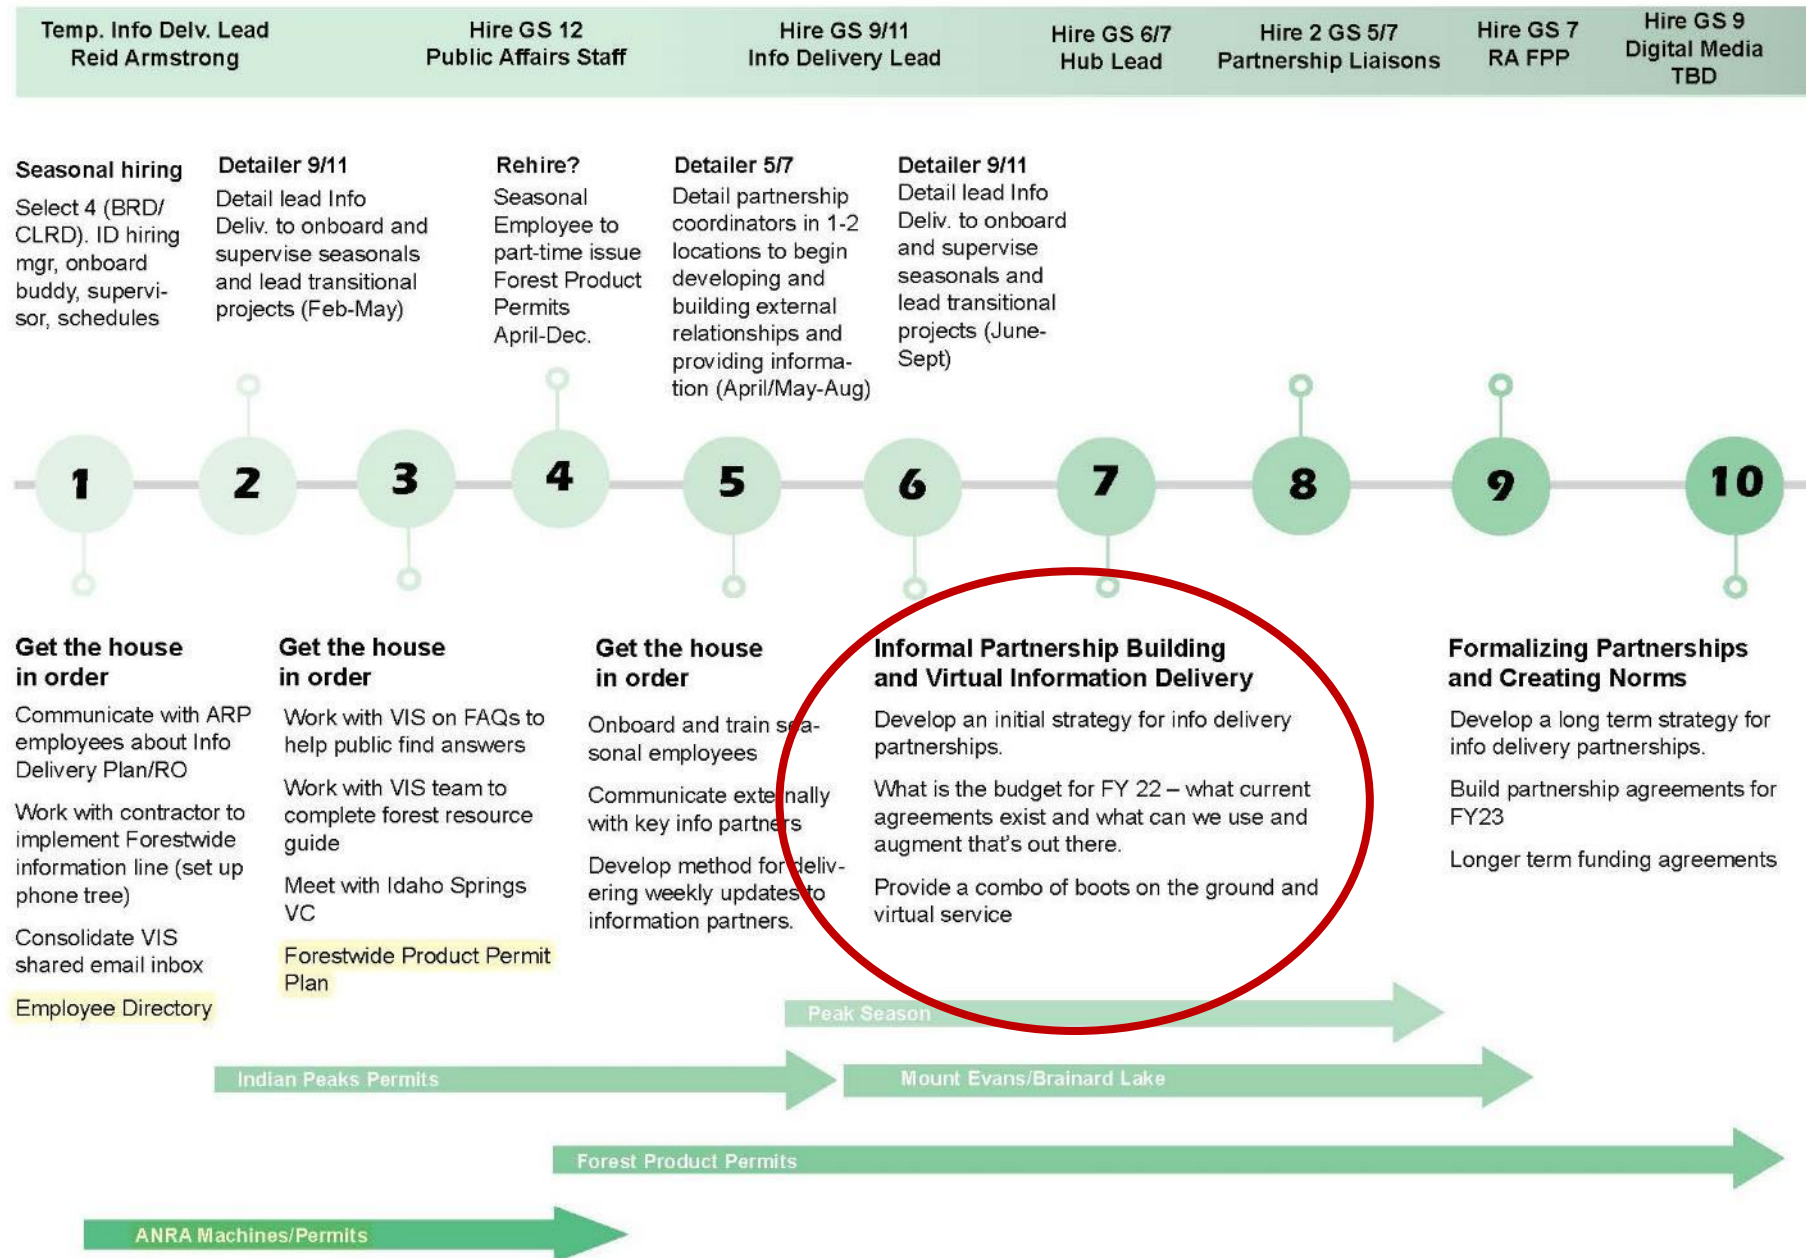 Temp. Info Delv. Lead
Reid Armstrong
Hire GS 12
Public Affairs Staff
Hire GS 9/11
Info Delivery Lead
Hire GS 6/7
Hub Lead
Hire 2 GS 5/7
Partnership Liaisons
Hire GS 7
RA FPP
Hire GS 9
Digital Media
TBD
Seasonal hiring
Select 4 (BRD/
CLRD). ID hiring
mgr, onboard
buddy, supervi-
sor, schedules
Detailer 9/11
Detail lead Info
Deliv. to onboard and
supervise seasonals
and lead transitional
projects (Feb-May)
Rehire?
Seasonal
Employee to
part-time issue
Forest Product
Permits
April-Dec.
Detailer 5/7
Detail partnership
coordinators in 1-2
locations to begin
developing and
building external
relationships and
providing informa-
tion (April/May-Aug)
Detailer 9/11
Detail lead Info
Deliv. to onboard
and supervise
seasonals and
lead transitional
projects (June-
Sept)
1
2
3
4
5
6
7
8
9
10
Get the house
in order
Communicate with ARP
employees about Info
Delivery Plan/RO
Work with contractor to
implement Forestwide
information line (set up
phone tree)
Consolidate VIS
shared email inbox
Employee Directory
Get the house
in order
Work with VIS on FAQs to
help public find answers
Work with VIS team to
complete forest resource
guide
Meet with Idaho Springs
VC
Forestwide Product Permit
Plan
Get the house
in order
Onboard and train sea-
sonal employees
Communicate externally
with key info partners
Develop method for deliv-
ering weekly updates to
information partners.
Informal Partnership Building
and Virtual Information Delivery
Develop an initial strategy for info delivery
partnerships.
What is the budget for FY 22 – what current
agreements exist and what can we use and
augment that's out there.
Provide a combo of boots on the ground and
virtual service
Formalizing Partnerships
and Creating Norms
Develop a long term strategy for
info delivery partnerships.
Build partnership agreements for
FY23
Longer term funding agreements
Peak Season
Indian Peaks Permits
Mount Evans/Brainard Lake
Forest Product Permits
ANRA Machines/Permits